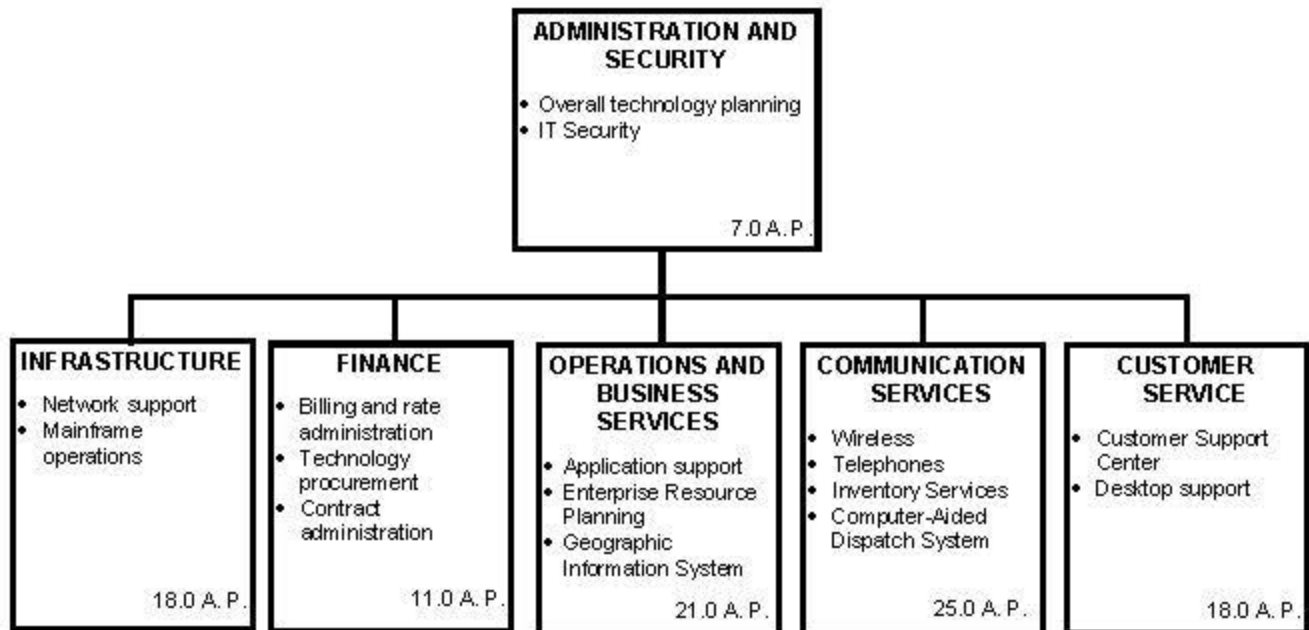 ADMINISTRATION AND
SECURITY
• Overall technology planning
• IT Security
7.0 A. P.
INFRASTRUCTURE
• Network support
• Mainframe
operations
18.0 A. P.
FINANCE
• Billing and rate
administration
• Technology
procurement
• Contract
administration
11.0 A. P.
OPERATIONS AND
BUSINESS
SERVICES
• Application support
• Enterprise Resource
Planning
• Geographic
Information System
21.0 A. P.
COMMUNICATION
SERVICES
• Wireless
• Telephones
• Inventory Services
• Computer-Aided
Dispatch System
25.0 A. P.
CUSTOMER
SERVICE
• Customer Support
Center
• Desktop support
18.0 A. P.